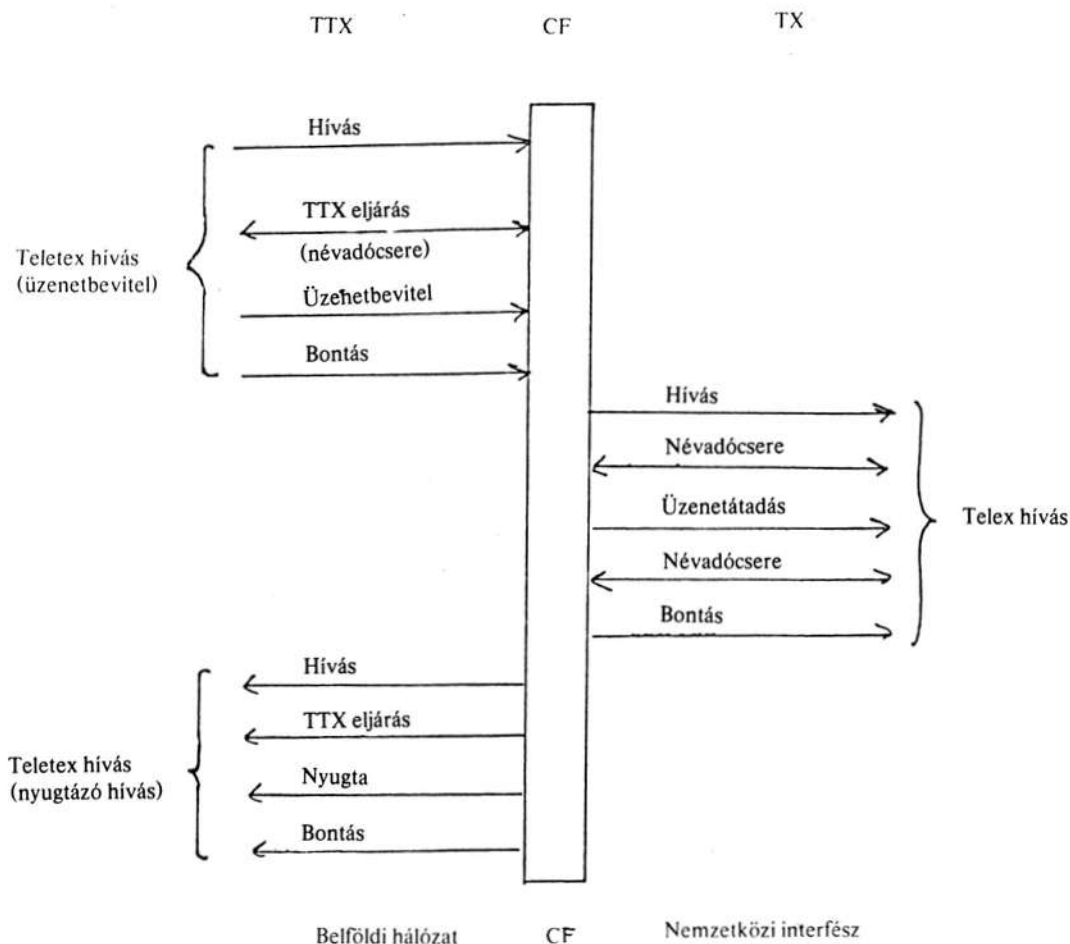 TTX CF TX
Hívás
TTX eljárás
(névadócsere)
Teletex hívás
(üzenetbevitel)
Üzenetbevitel
Bontás
Hívás
Névadócsere
Üzenetátadás
Telex hívás
Névadócsere
Bontás
Hívás
TTX eljárás
Teletex hívás
(nyugtázó hívás)
Nyugta
Bontás
Belföldi hálózat CF Nemzetközi interfész